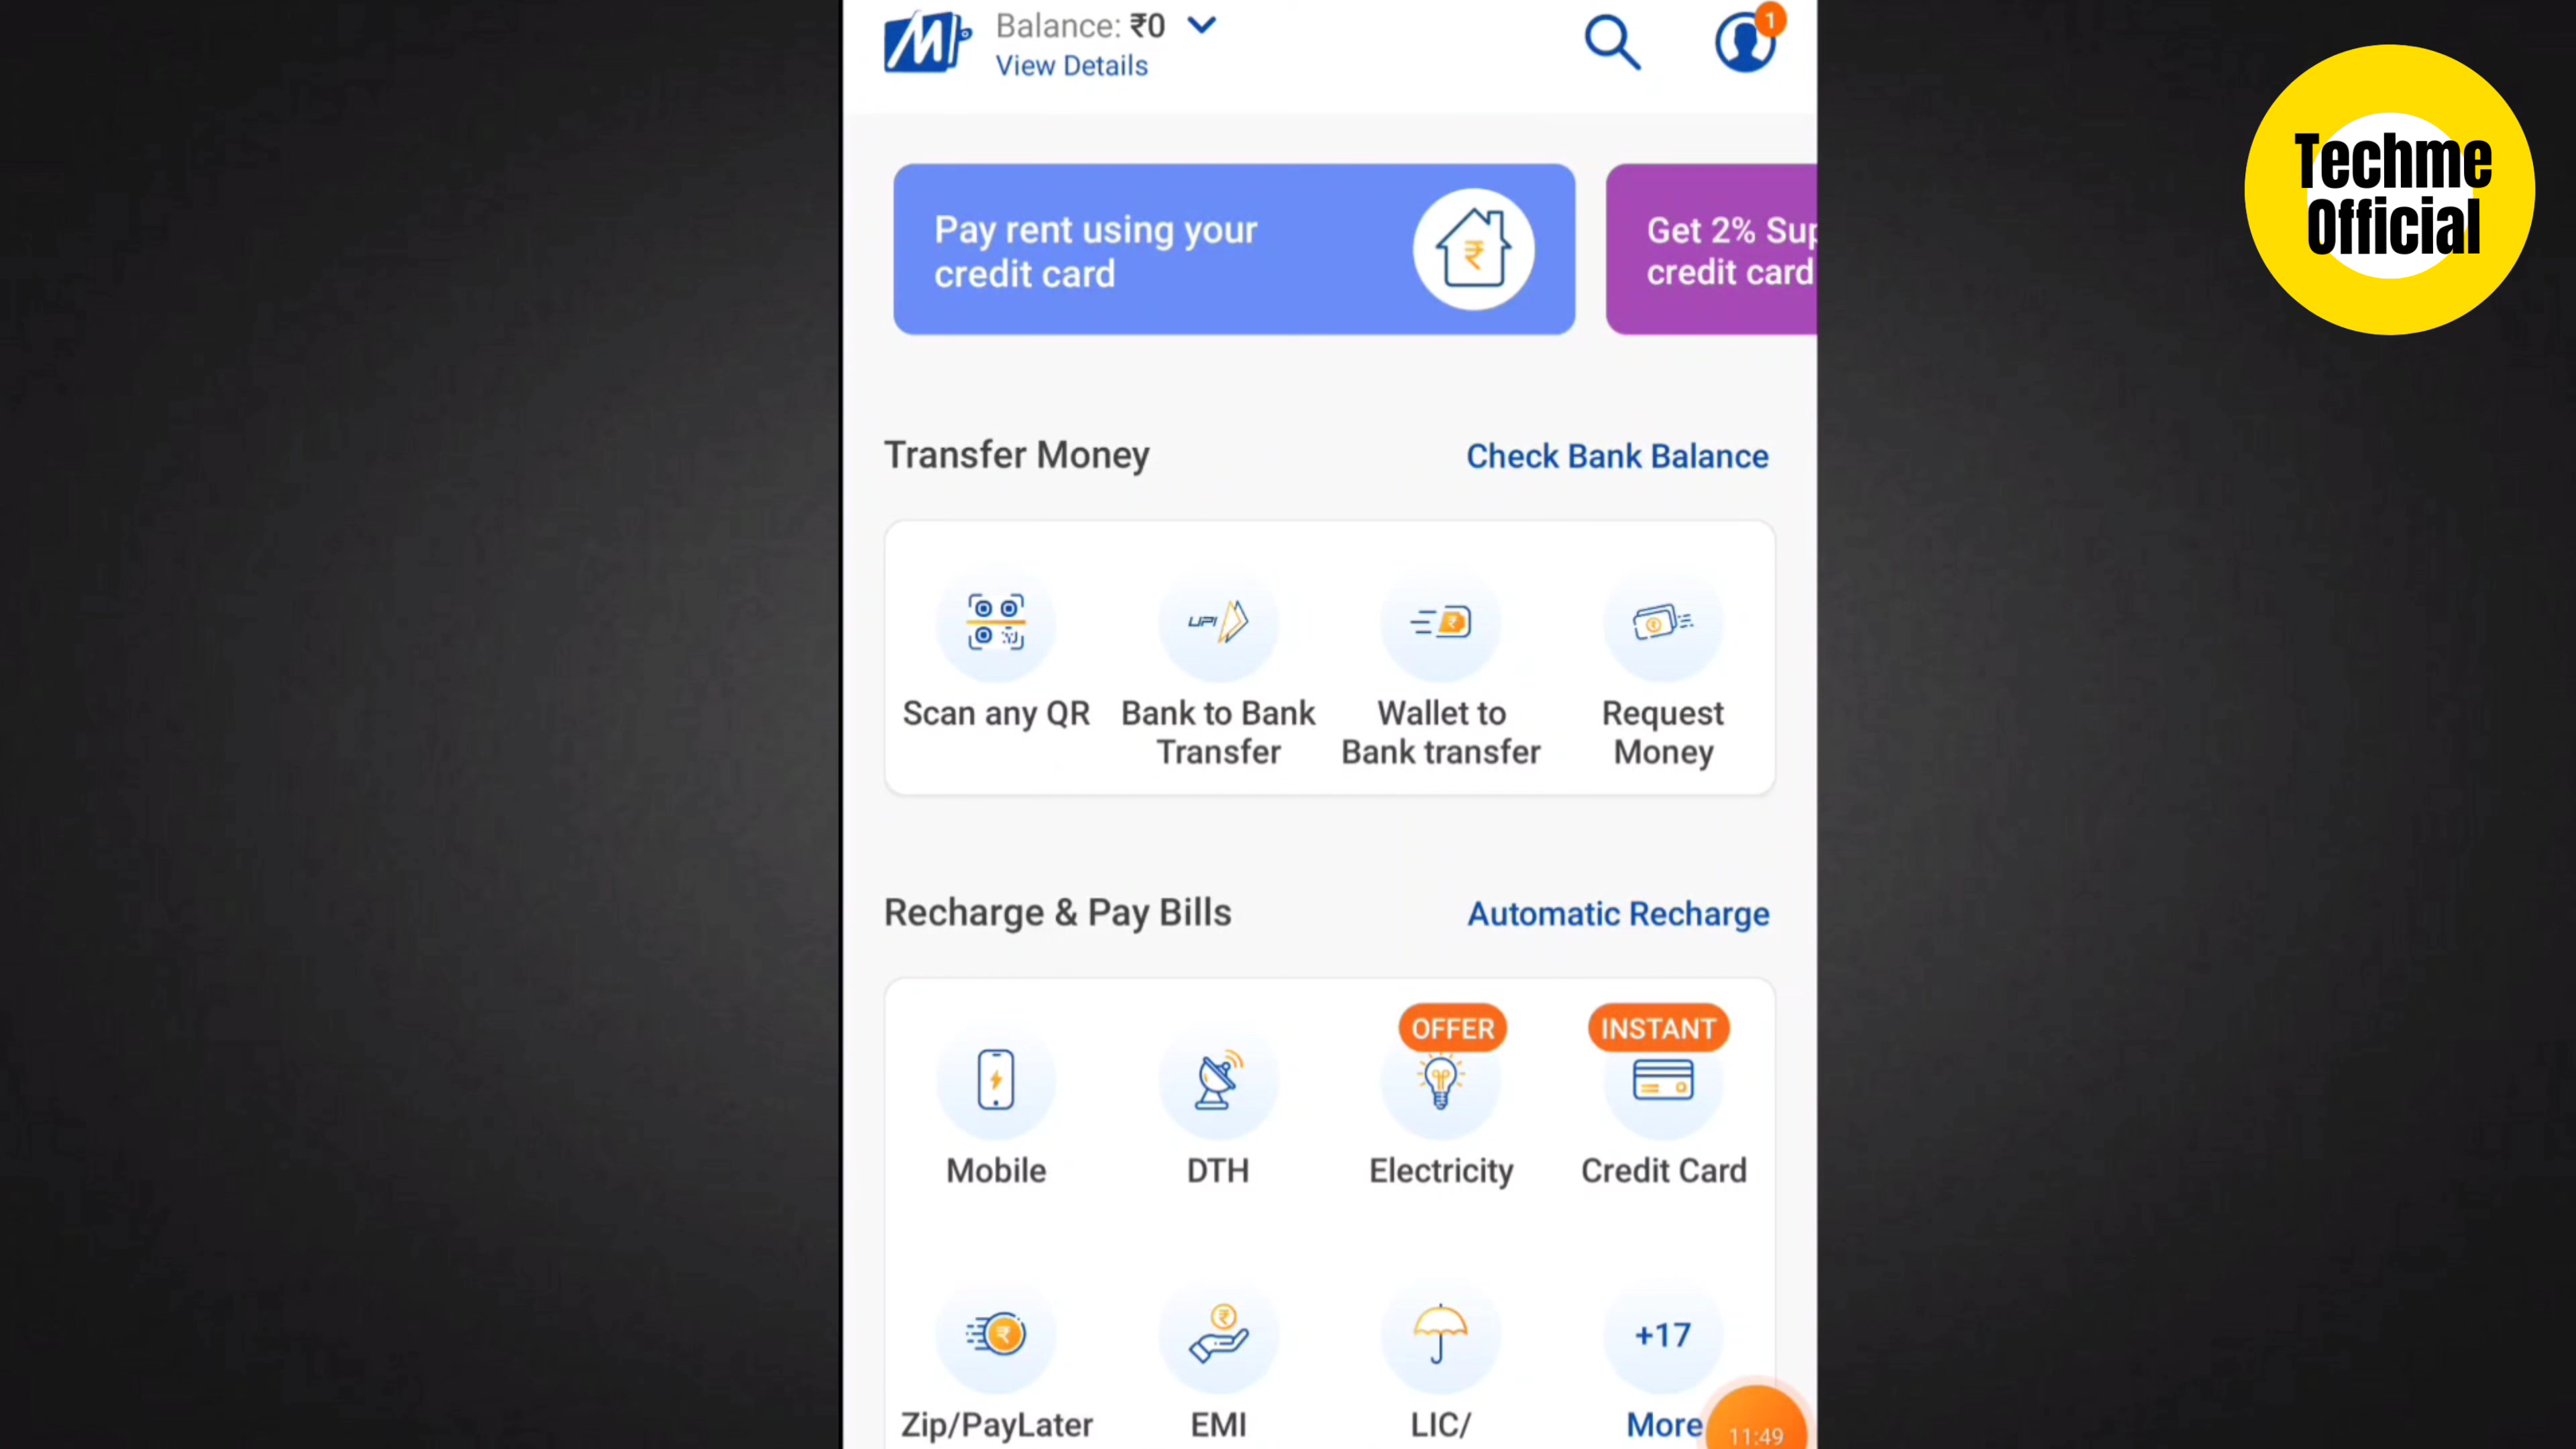 Balance: ₹0
View Details
1
Techme
Official
Pay rent using your
credit card
Get 2% Sup
credit card
Transfer Money
Check Bank Balance
UPI
Scan any QR
Bank to Bank
Transfer
Wallet to
Bank transfer
Request
Money
Recharge & Pay Bills
Automatic Recharge
OFFER
INSTANT
Mobile
DTH
Electricity
Credit Card
+17
Zip/PayLater
EMI
LIC/
More
11:49